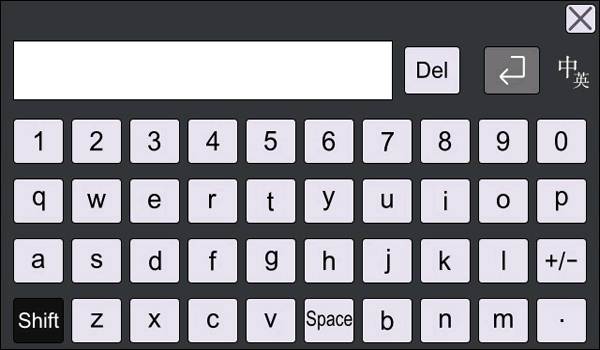 Del 中英
1 2 3 4 5 6 7 8 9 0
q w e r t y u i o p
a s d f g h j k l +/−
Shift z x c v Space b n m .